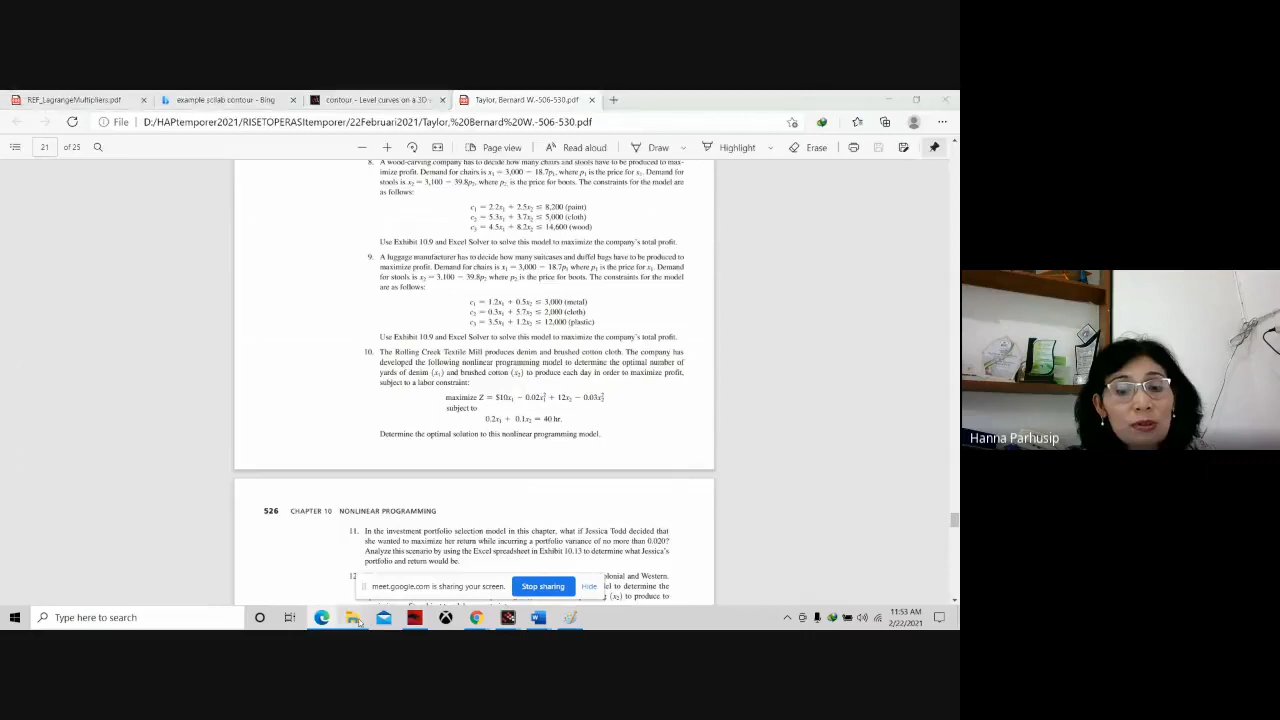 REF_LagrangeMultipliers.pdf
example scilab contour - Bing
contour - Level curves on a 3D s
Taylor, Bernard W.-506-530.pdf
File
D:/HAPtemporer2021/RISETOPERASItemporer/22Februari2021/Taylor,%20Bernard%20W.-506-530.pdf
21 of 25
Page view
Read aloud
Draw
Highlight
Erase
8. A wood-carving company has to decide how many chairs and stools have to be produced to max-
imize profit. Demand for chairs is x1 = 3,000 − 18.7p1, where p1 is the price for x1. Demand for
stools is x2 = 3,100 − 39.8p2, where p2 is the price for boots. The constraints for the model are
as follows:
c1 = 2.2x1 + 2.5x2 ≤ 8,200 (paint)
c2 = 5.3x1 + 3.7x2 ≤ 5,000 (cloth)
c3 = 4.5x1 + 8.2x2 ≤ 14,600 (wood)
Use Exhibit 10.9 and Excel Solver to solve this model to maximize the company's total profit.
9. A luggage manufacturer has to decide how many suitcases and duffel bags have to be produced to
maximize profit. Demand for chairs is x1 = 3,000 − 18.7p1 where p1 is the price for x1. Demand
for stools is x2 = 3,100 − 39.8p2 where p2 is the price for boots. The constraints for the model
are as follows:
c1 = 1.2x1 + 0.5x2 ≤ 3,000 (metal)
c2 = 0.3x1 + 5.7x2 ≤ 2,000 (cloth)
c3 = 3.5x1 + 1.2x2 ≤ 12,000 (plastic)
Use Exhibit 10.9 and Excel Solver to solve this model to maximize the company's total profit.
10. The Rolling Creek Textile Mill produces denim and brushed cotton cloth. The company has
developed the following nonlinear programming model to determine the optimal number of
yards of denim (x1) and brushed cotton (x2) to produce each day in order to maximize profit,
subject to a labor constraint:
maximize Z = $10x1 − 0.02x1² + 12x2 − 0.03x2²
subject to
0.2x1 + 0.1x2 = 40 hr.
Determine the optimal solution to this nonlinear programming model.
526 CHAPTER 10 NONLINEAR PROGRAMMING
11. In the investment portfolio selection model in this chapter, what if Jessica Todd decided that
she wanted to maximize her return while incurring a portfolio variance of no more than 0.020?
Analyze this scenario by using the Excel spreadsheet in Exhibit 10.13 to determine what Jessica's
portfolio and return would be.
12 olonial and Western.
el to determine the
(x2) to produce to
meet.google.com is sharing your screen.
Stop sharing
Hide
Type here to search
11:53 AM
2/22/2021
Hanna Parhusip